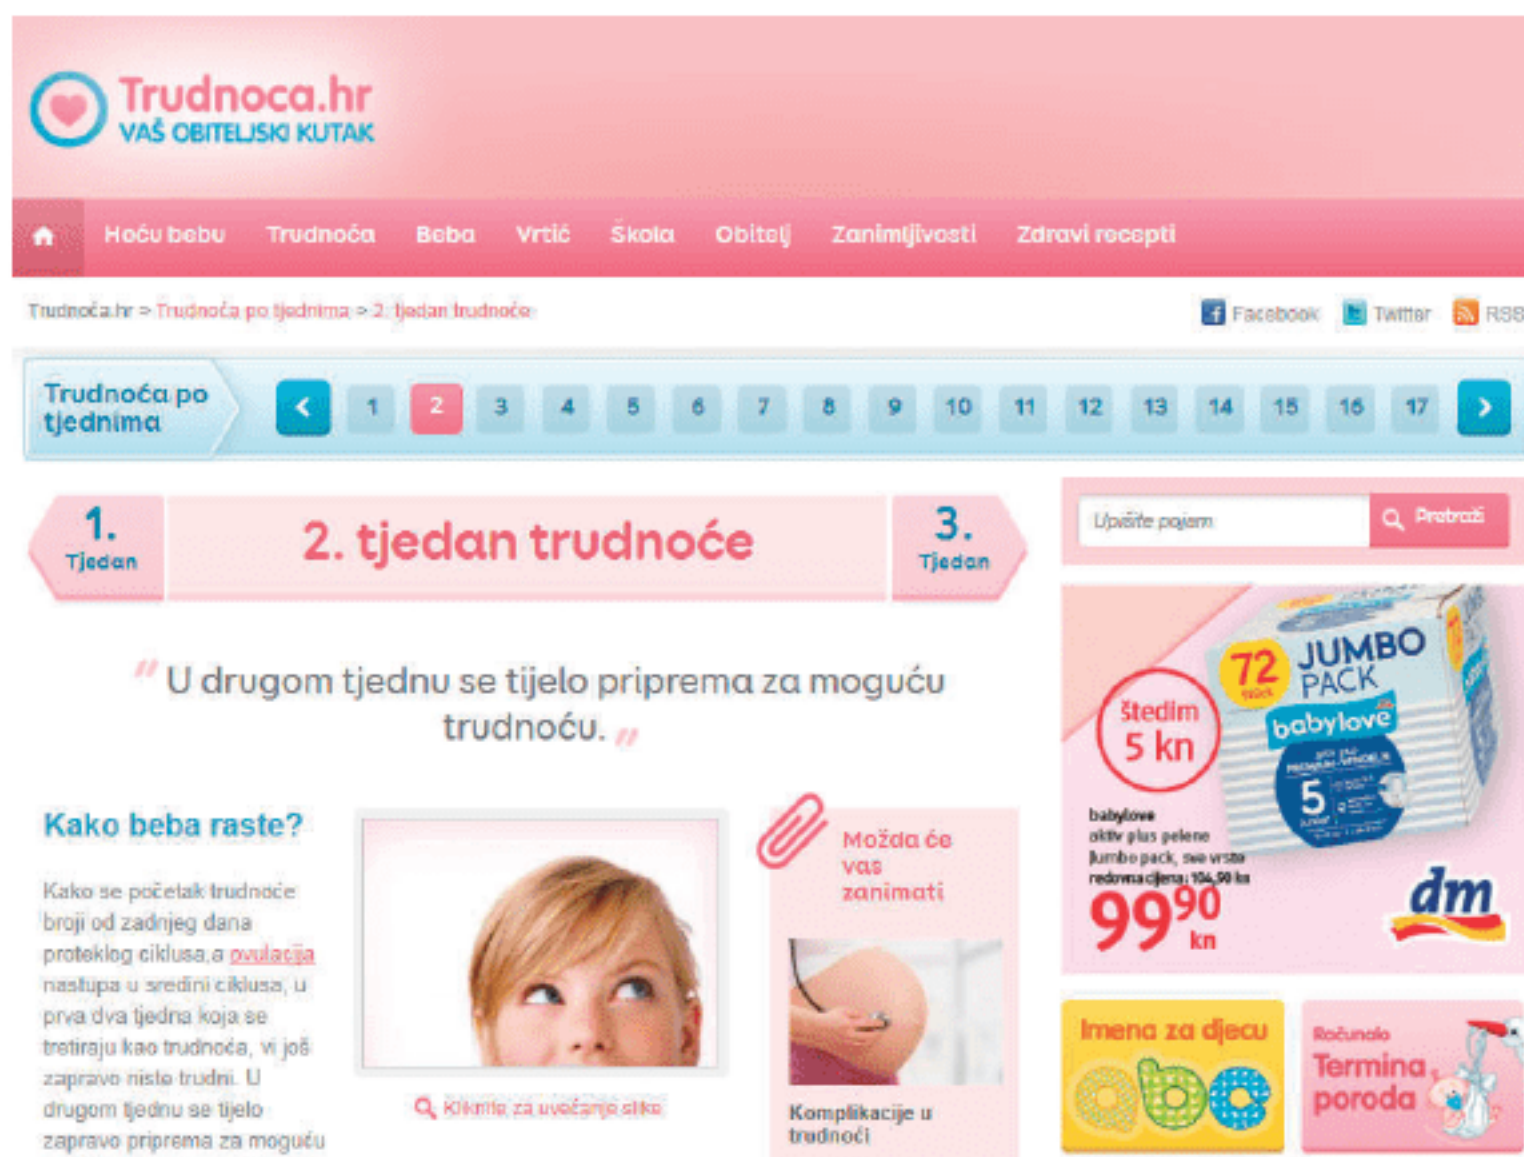 Trudnoca.hr
VAŠ OBITELJSKI KUTAK
Hoću bebu Trudnoća Beba Vrtić Škola Obitelj Zanimljivosti Zdravi recepti
Trudnoća.hr > Trudnoća po tjednima > 2. tjedan trudnoće
Facebook Twitter RSS
Trudnoća po
tjednima
1 2 3 4 5 6 7 8 9 10 11 12 13 14 15 16 17
1.
Tjedan
2. tjedan trudnoće
3.
Tjedan
Upišite pojam
Pretraži
" U drugom tjednu se tijelo priprema za moguću
trudnoću. "
Kako beba raste?
Kako se početak trudnoće
broji od zadnjeg dana
proteklog ciklusa,a ovulacija
nastupa u sredini ciklusa, u
prva dva tjedna koja se
tretiraju kao trudnoća, vi još
zapravo niste trudni. U
drugom tjednu se tijelo
zapravo priprema za moguću
Kliknite za uvećanje slike
Možda će
vas
zanimati
Komplikacije u
trudnoći
72
JUMBO
PACK
babylove
5
štedim
5 kn
babylove
aktiv plus pelene
Jumbo pack, sve vrste
redovna cijena: 104,90 kn
99 90
kn
dm
Imena za djecu
abc
Računalo
Termina
poroda